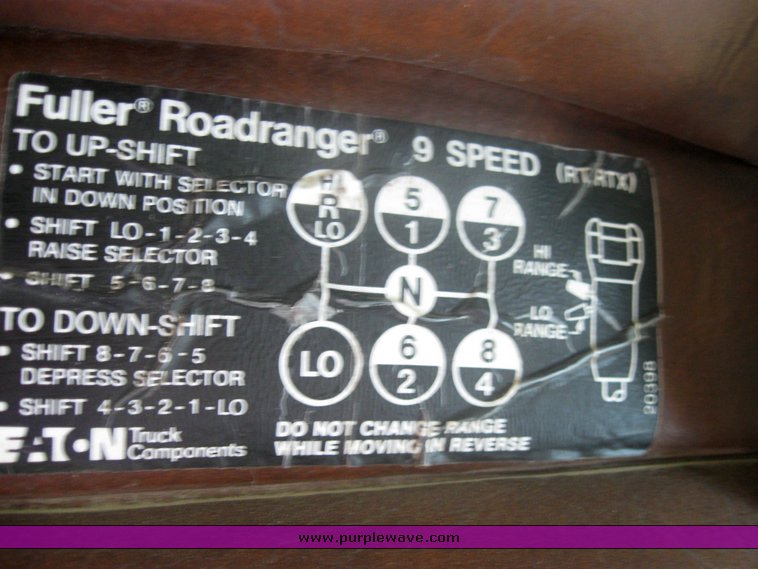 Fuller® Roadranger® 9 SPEED (RT RTX)
TO UP-SHIFT
• START WITH SELECTOR
IN DOWN POSITION
• SHIFT LO-1-2-3-4
RAISE SELECTOR
• SHIFT 5-6-7-8
TO DOWN-SHIFT
• SHIFT 8-7-6-5
DEPRESS SELECTOR
• SHIFT 4-3-2-1-LO
EATON Truck
Components
HI
R
LO
5
1
7
3
N
LO
6
2
8
4
HI
RANGE
LO
RANGE
DO NOT CHANGE RANGE
WHILE MOVING IN REVERSE
20398
www.purplewave.com